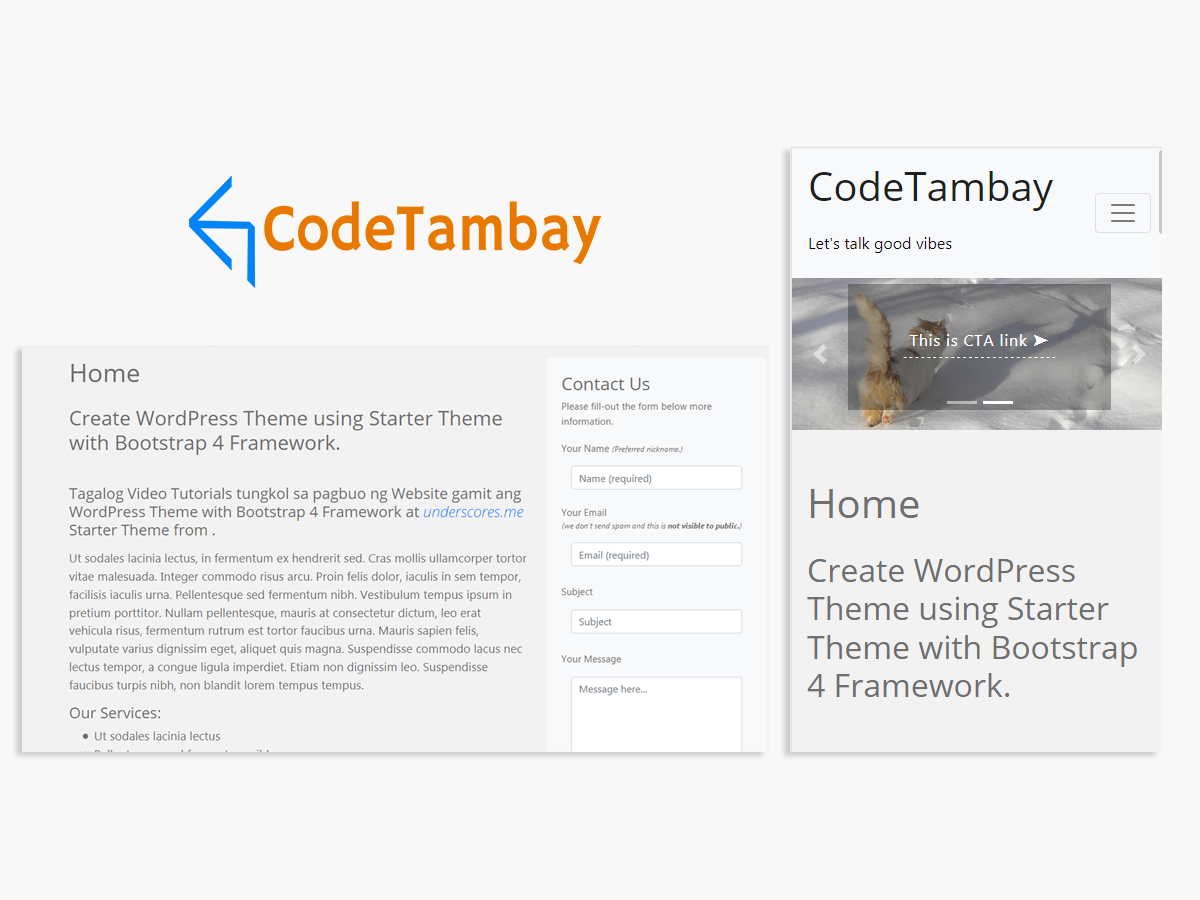 CodeTambay
Home
Create WordPress Theme using Starter Theme
with Bootstrap 4 Framework.
Tagalog Video Tutorials tungkol sa pagbuo ng Website gamit ang
WordPress Theme with Bootstrap 4 Framework at underscores.me
Starter Theme from .
Ut sodales lacinia lectus, in fermentum ex hendrerit sed. Cras mollis ullamcorper tortor
vitae malesuada. Integer commodo risus arcu. Proin felis dolor, iaculis in sem tempor,
facilisis iaculis urna. Pellentesque sed fermentum nibh. Vestibulum tempus ipsum in
pretium porttitor. Nullam pellentesque, mauris at consectetur dictum, leo erat
vehicula risus, fermentum rutrum est tortor faucibus urna. Mauris sapien felis,
vulputate varius dignissim eget, aliquet quis magna. Suspendisse commodo lacus nec
lectus tempor, a congue ligula imperdiet. Etiam non dignissim leo. Suspendisse
faucibus turpis nibh, non blandit lorem tempus tempus.
Our Services:
Ut sodales lacinia lectus
Contact Us
Please fill-out the form below more
information.
Your Name (Preferred nickname.)
Name (required)
Your Email
(we don't send spam and this is not visible to public.)
Email (required)
Subject
Subject
Your Message
Message here...
CodeTambay
Let's talk good vibes
This is CTA link ➤
Home
Create WordPress
Theme using Starter
Theme with Bootstrap
4 Framework.